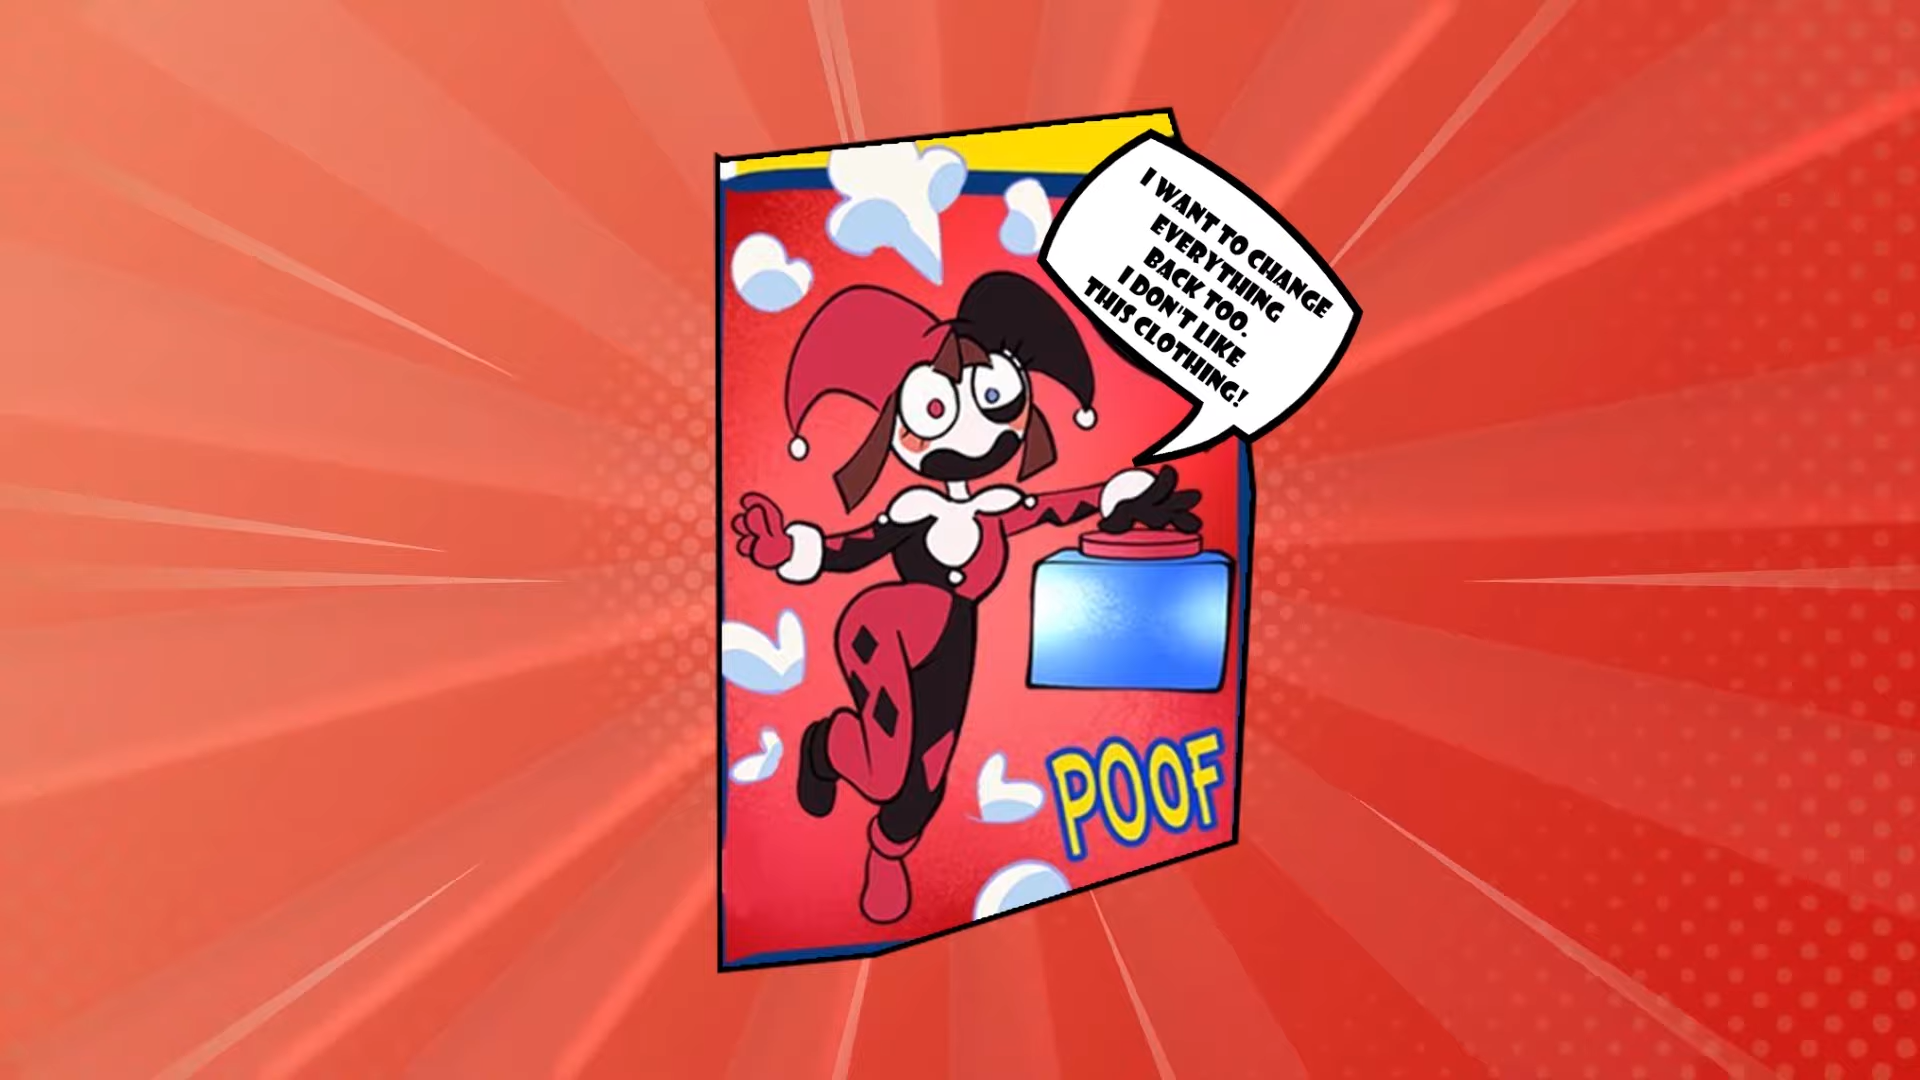 I WANT TO CHANGE
EVERYTHING
BACK TOO.
I DON'T LIKE
THIS CLOTHING!
POOF